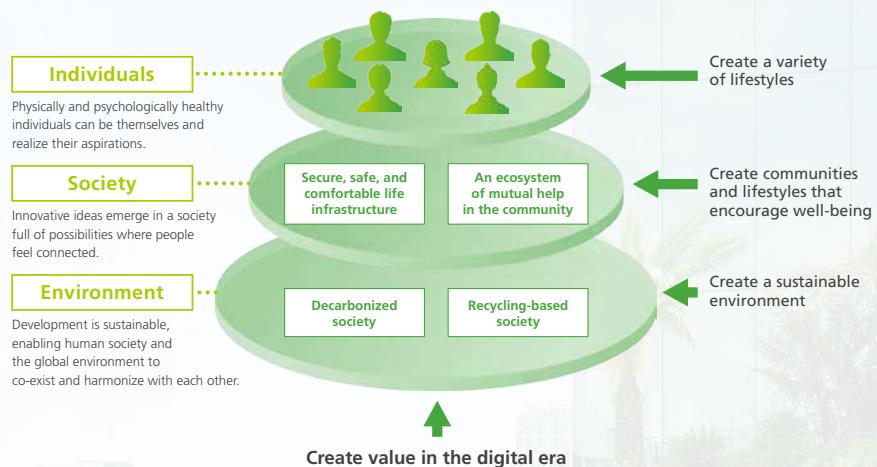 Individuals
Physically and psychologically healthy
individuals can be themselves and
realize their aspirations.
Create a variety
of lifestyles
Society
Innovative ideas emerge in a society
full of possibilities where people
feel connected.
Secure, safe, and
comfortable life
infrastructure
An ecosystem
of mutual help
in the community
Create communities
and lifestyles that
encourage well-being
Environment
Development is sustainable,
enabling human society and
the global environment to
co-exist and harmonize with each other.
Decarbonized
society
Recycling-based
society
Create a sustainable
environment
Create value in the digital era